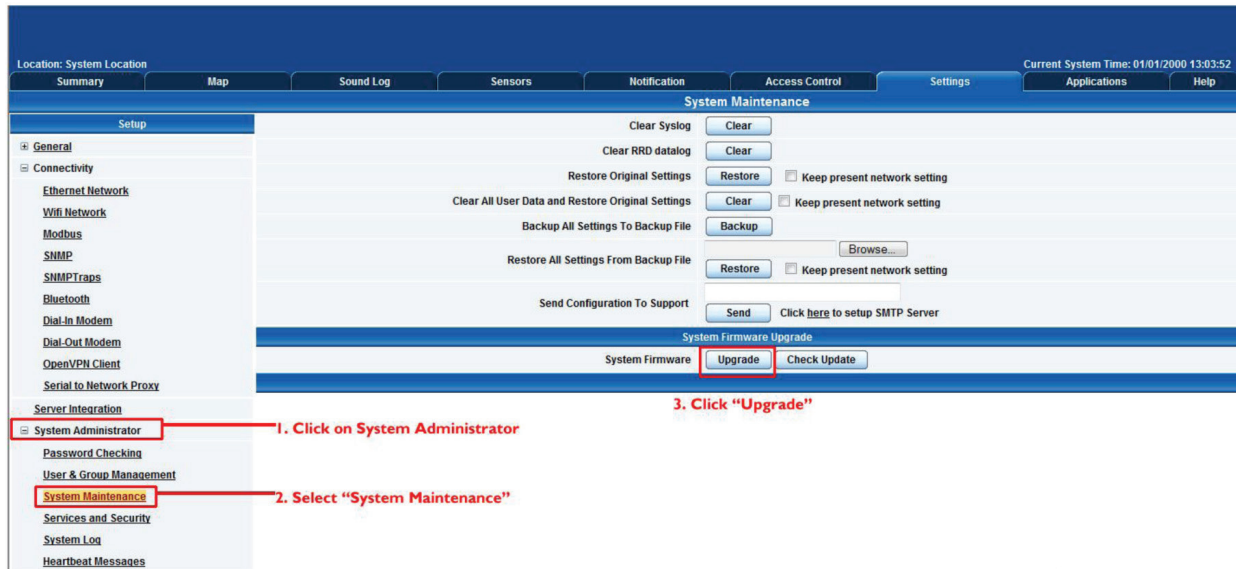 Location: System Location
Current System Time: 01/01/2000 13:03:52
Summary Map Sound Log Sensors Notification Access Control Settings Applications Help
System Maintenance
Setup
General
Connectivity
Ethernet Network
Wifi Network
Modbus
SNMP
SNMPTraps
Bluetooth
Dial-In Modem
Dial-Out Modem
OpenVPN Client
Serial to Network Proxy
Server Integration
System Administrator
Password Checking
User & Group Management
System Maintenance
Services and Security
System Log
Heartbeat Messages
Clear Syslog Clear
Clear RRD datalog Clear
Restore Original Settings Restore Keep present network setting
Clear All User Data and Restore Original Settings Clear Keep present network setting
Backup All Settings To Backup File Backup
Restore All Settings From Backup File Browse...
Restore Keep present network setting
Send Configuration To Support
Send Click here to setup SMTP Server
System Firmware Upgrade
System Firmware Upgrade Check Update
3. Click “Upgrade”
1. Click on System Administrator
2. Select “System Maintenance”